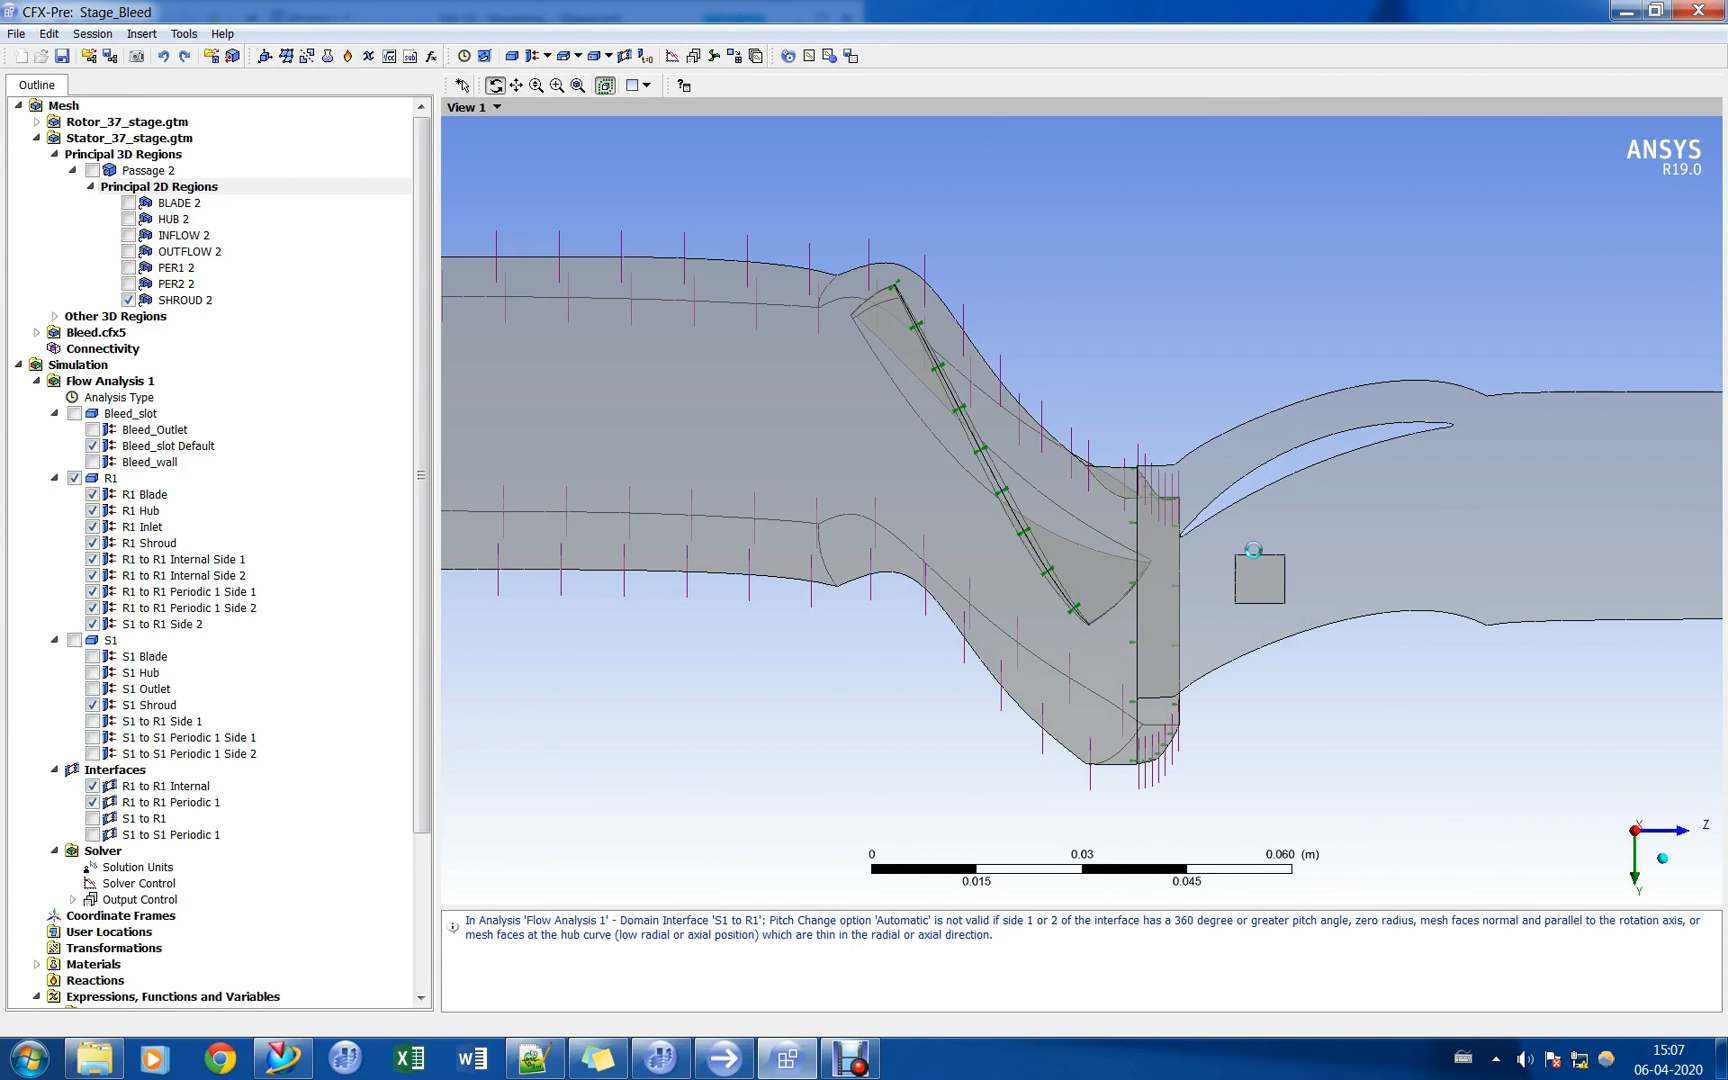 CFX-Pre: Stage_Bleed
File Edit Session Insert Tools Help
Outline
View 1
Mesh
Rotor_37_stage.gtm
Stator_37_stage.gtm
Principal 3D Regions
Passage 2
Principal 2D Regions
BLADE 2
HUB 2
INFLOW 2
OUTFLOW 2
PER1 2
PER2 2
SHROUD 2
Other 3D Regions
Bleed.cfx5
Connectivity
Simulation
Flow Analysis 1
Analysis Type
Bleed_slot
Bleed_Outlet
Bleed_slot Default
Bleed_wall
R1
R1 Blade
R1 Hub
R1 Inlet
R1 Shroud
R1 to R1 Internal Side 1
R1 to R1 Internal Side 2
R1 to R1 Periodic 1 Side 1
R1 to R1 Periodic 1 Side 2
S1 to R1 Side 2
S1
S1 Blade
S1 Hub
S1 Outlet
S1 Shroud
S1 to R1 Side 1
S1 to S1 Periodic 1 Side 1
S1 to S1 Periodic 1 Side 2
Interfaces
R1 to R1 Internal
R1 to R1 Periodic 1
S1 to R1
S1 to S1 Periodic 1
Solver
Solution Units
Solver Control
Output Control
Coordinate Frames
User Locations
Transformations
Materials
Reactions
Expressions, Functions and Variables
ANSYS
R19.0
X
Z
Y
0 0.03 0.060 (m)
0.015 0.045
In Analysis 'Flow Analysis 1' - Domain Interface 'S1 to R1': Pitch Change option 'Automatic' is not valid if side 1 or 2 of the interface has a 360 degree or greater pitch angle, zero radius, mesh faces normal and parallel to the rotation axis, or
mesh faces at the hub curve (low radial or axial position) which are thin in the radial or axial direction.
15:07
06-04-2020